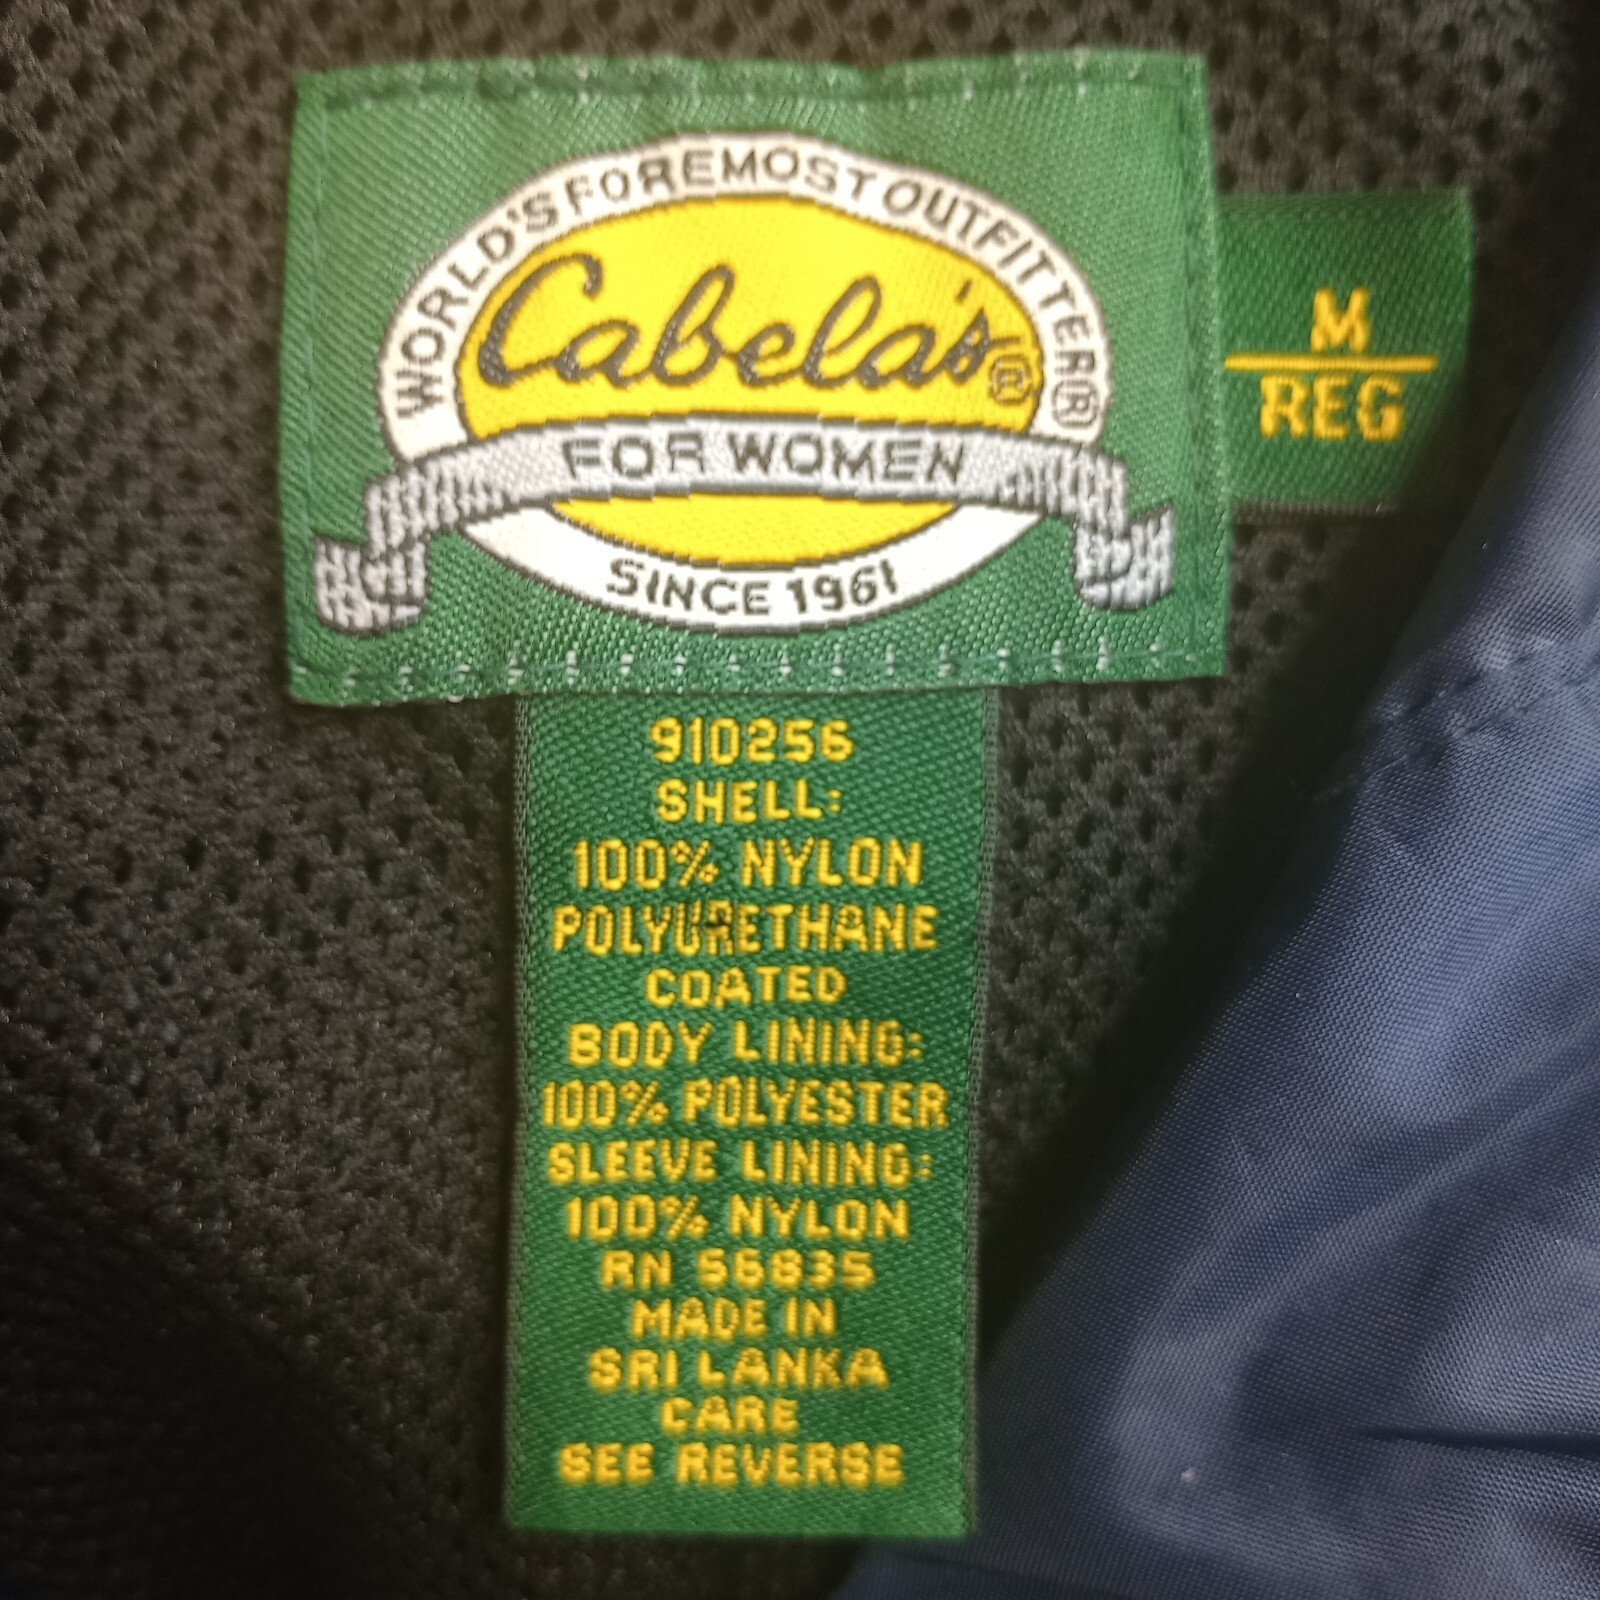 WORLD'S FOREMOST OUTFITTER®
Cabela's®
FOR WOMEN
SINCE 1961
M
REG
910256
SHELL:
100% NYLON
POLYURETHANE
COATED
BODY LINING:
100% POLYESTER
SLEEVE LINING:
100% NYLON
RN 56835
MADE IN
SRI LANKA
CARE
SEE REVERSE